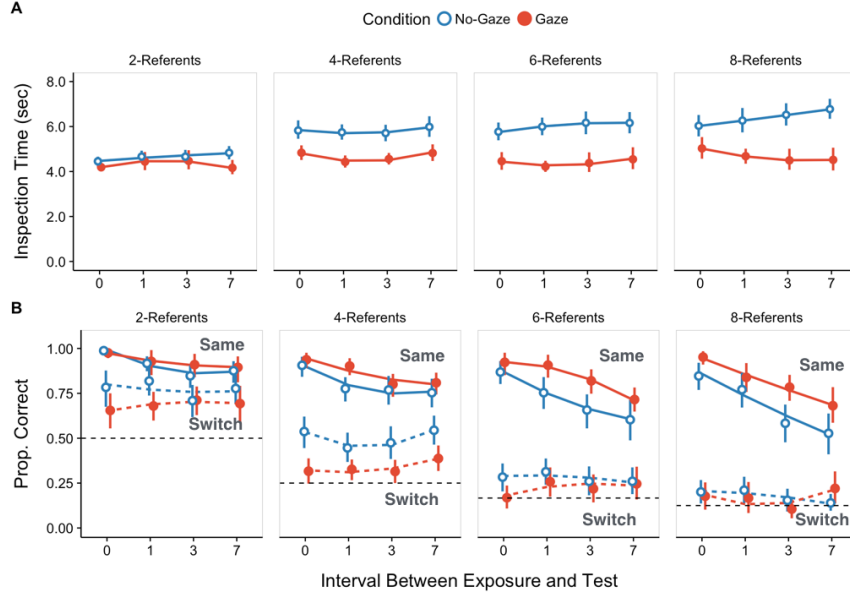 A
Condition No-Gaze Gaze
2-Referents 4-Referents 6-Referents 8-Referents
Inspection Time (sec)
8.0
6.0
4.0
2.0
0.0
0 1 3 7 0 1 3 7 0 1 3 7 0 1 3 7
B
2-Referents 4-Referents 6-Referents 8-Referents
Prop. Correct
1.00
0.75
0.50
0.25
0.00
Same Same Same Same
Switch Switch Switch Switch
0 1 3 7 0 1 3 7 0 1 3 7 0 1 3 7
Interval Between Exposure and Test